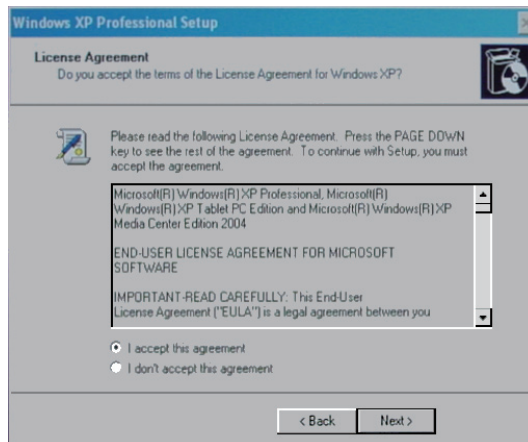 Windows XP Professional Setup
License Agreement
Do you accept the terms of the License Agreement for Windows XP?
Please read the following License Agreement. Press the PAGE DOWN
key to see the rest of the agreement. To continue with Setup, you must
accept the agreement.
Microsoft(R) Windows(R) XP Professional, Microsoft(R)
Windows(R) XP Tablet PC Edition and Microsoft(R) Windows(R) XP
Media Center Edition 2004
END-USER LICENSE AGREEMENT FOR MICROSOFT
SOFTWARE
IMPORTANT-READ CAREFULLY: This End-User
License Agreement ("EULA") is a legal agreement between you
I accept this agreement
I don't accept this agreement
< Back
Next >